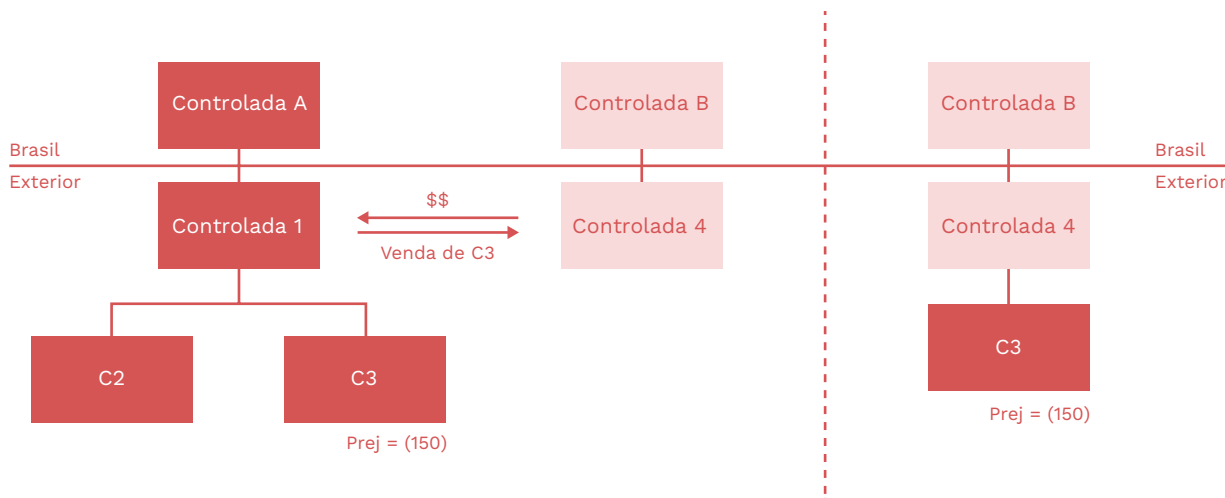 Controlada A
Controlada B
Controlada B
Brasil
Brasil
Exterior
Exterior
Controlada 1
$$
Venda de C3
Controlada 4
Controlada 4
C2
C3
C3
Prej = (150)
Prej = (150)